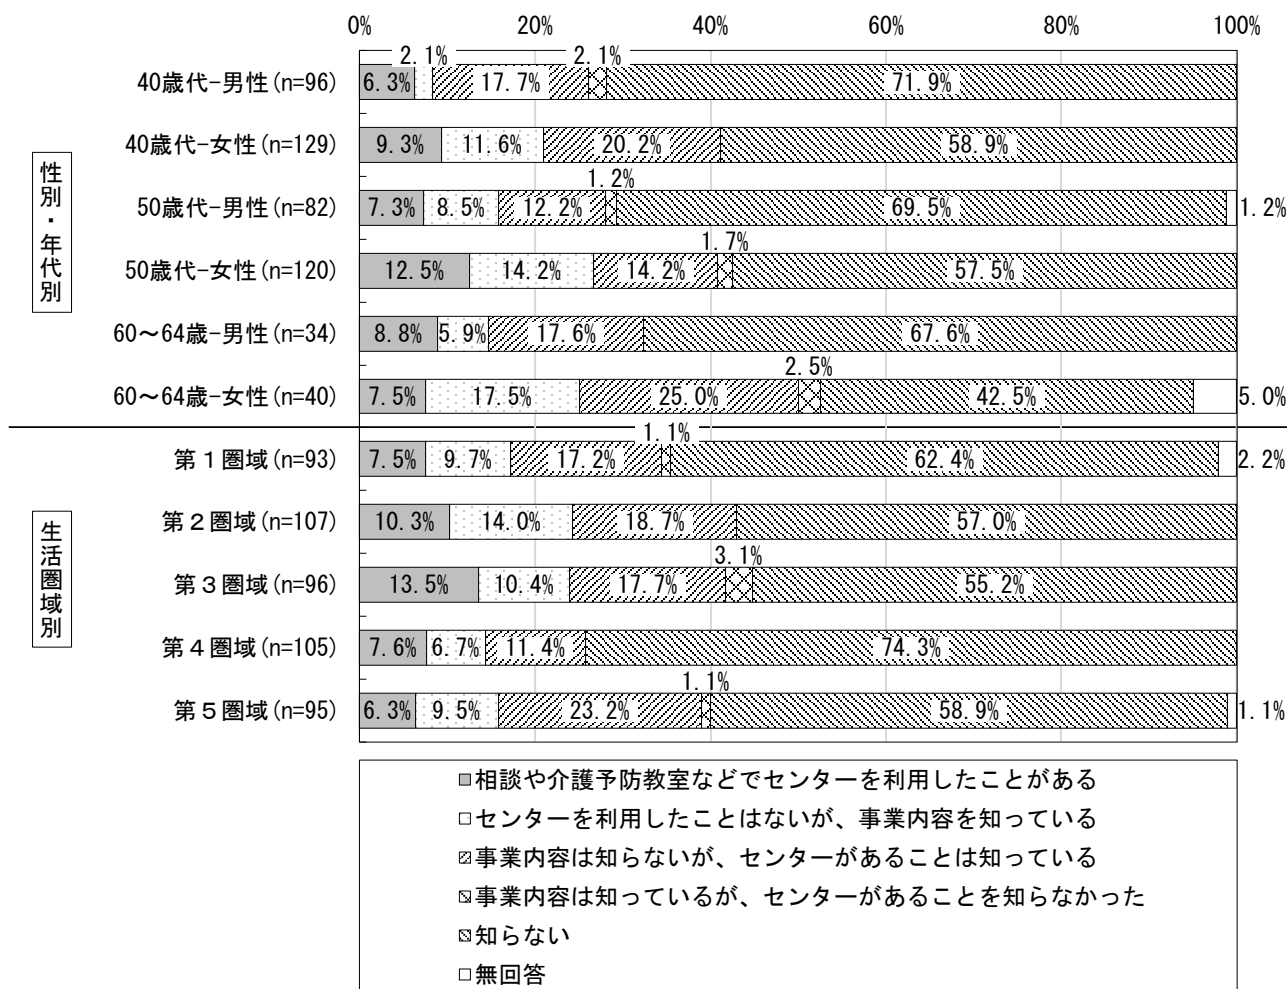 0% 20% 40% 60% 80% 100%
性別・年代別
40歳代-男性(n=96) 6.3% 2.1% 17.7% 2.1% 71.9%
40歳代-女性(n=129) 9.3% 11.6% 20.2% 58.9%
50歳代-男性(n=82) 7.3% 8.5% 12.2% 1.2% 69.5% 1.2%
50歳代-女性(n=120) 12.5% 14.2% 14.2% 1.7% 57.5%
60～64歳-男性(n=34) 8.8% 5.9% 17.6% 67.6%
60～64歳-女性(n=40) 7.5% 17.5% 25.0% 2.5% 42.5% 5.0%
生活圏域別
第１圏域(n=93) 7.5% 9.7% 17.2% 1.1% 62.4% 2.2%
第２圏域(n=107) 10.3% 14.0% 18.7% 57.0%
第３圏域(n=96) 13.5% 10.4% 17.7% 3.1% 55.2%
第４圏域(n=105) 7.6% 6.7% 11.4% 74.3%
第５圏域(n=95) 6.3% 9.5% 23.2% 1.1% 58.9% 1.1%
相談や介護予防教室などでセンターを利用したことがある
センターを利用したことはないが、事業内容を知っている
事業内容は知らないが、センターがあることは知っている
事業内容は知っているが、センターがあることを知らなかった
知らない
無回答